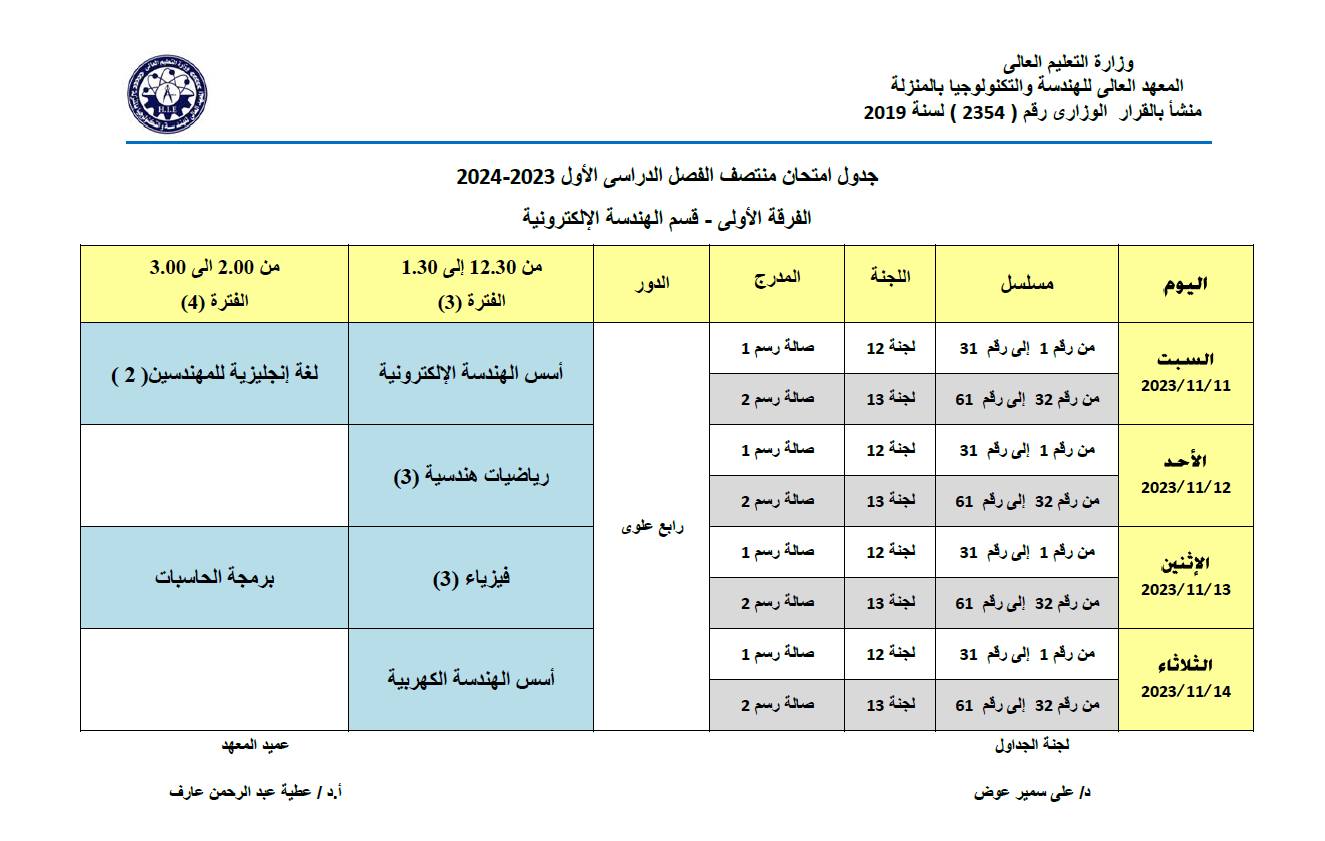 وزارة التعليم العالى
المعهد العالى للهندسة والتكنولوجيا بالمنزلة
منشأ بالقرار الوزارى رقم ( 2354 ) لسنة 2019
H.I.E
جدول امتحان منتصف الفصل الدراسى الأول 2023-2024
الفرقة الأولى - قسم الهندسة الإلكترونية
اليوم مسلسل اللجنة المدرج الدور من 12.30 إلى 1.30 من 2.00 الى 3.00
الفترة (3) الفترة (4)
السبت 2023/11/11
من رقم 1 إلى رقم 31 لجنة 12 صالة رسم 1
من رقم 32 إلى رقم 61 لجنة 13 صالة رسم 2
أسس الهندسة الإلكترونية لغة إنجليزية للمهندسين( 2 )
الأحد 2023/11/12
من رقم 1 إلى رقم 31 لجنة 12 صالة رسم 1
من رقم 32 إلى رقم 61 لجنة 13 صالة رسم 2
رياضيات هندسية (3)
رابع علوى
الإثنين 2023/11/13
من رقم 1 إلى رقم 31 لجنة 12 صالة رسم 1
من رقم 32 إلى رقم 61 لجنة 13 صالة رسم 2
فيزياء (3) برمجة الحاسبات
الثلاثاء 2023/11/14
من رقم 1 إلى رقم 31 لجنة 12 صالة رسم 1
من رقم 32 إلى رقم 61 لجنة 13 صالة رسم 2
أسس الهندسة الكهربية
لجنة الجداول عميد المعهد
د/ على سمير عوض أ.د / عطية عبد الرحمن عارف